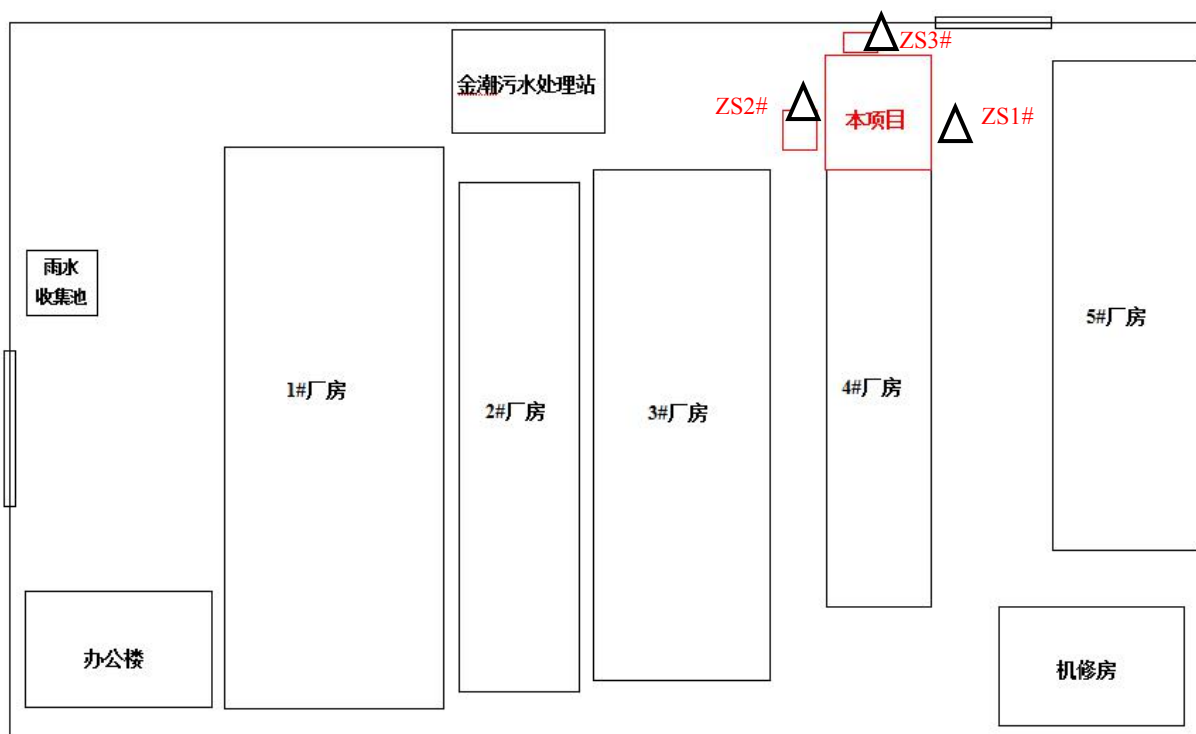 ZS3#
金潮污水处理站
ZS2#
本项目
ZS1#
雨水
收集池
5#厂房
1#厂房
2#厂房
3#厂房
4#厂房
办公楼
机修房